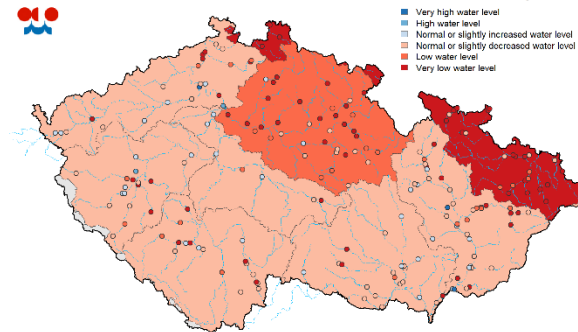 Very high water level
High water level
Normal or slightly increased water level
Normal or slightly decreased water level
Low water level
Very low water level